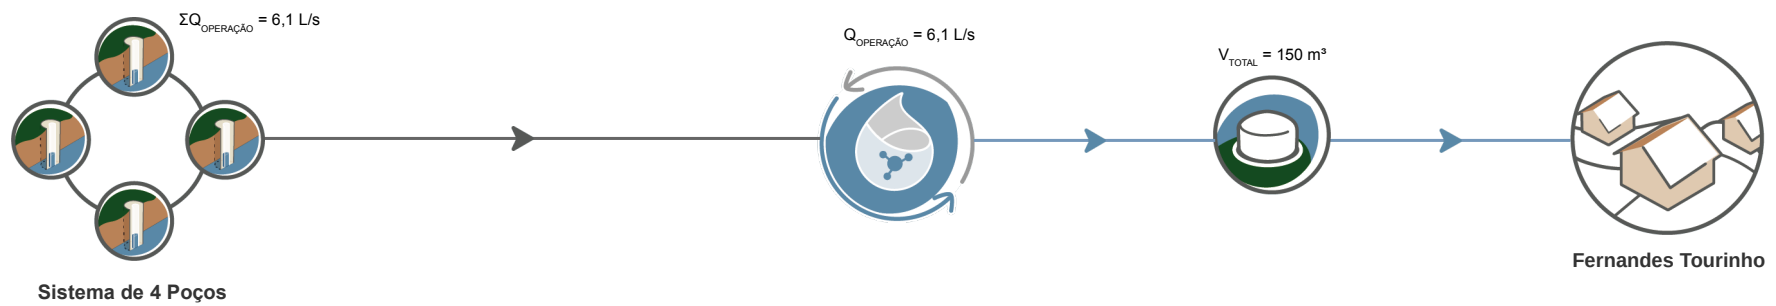 ΣQOPERAÇÃO = 6,1 L/s
QOPERAÇÃO = 6,1 L/s
VTOTAL = 150 m³
Fernandes Tourinho
Sistema de 4 Poços